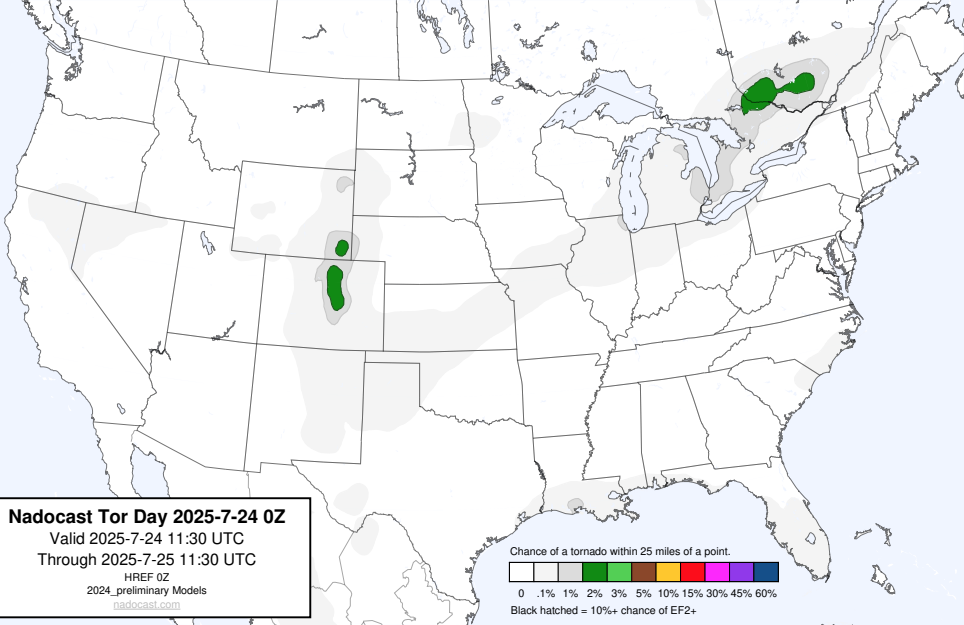 Nadocast Tor Day 2025-7-24 0Z
Valid 2025-7-24 11:30 UTC
Through 2025-7-25 11:30 UTC
HREF 0Z
2024_preliminary Models
nadocast.com
Chance of a tornado within 25 miles of a point.
0 .1% 1% 2% 3% 5% 10% 15% 30% 45% 60%
Black hatched = 10%+ chance of EF2+